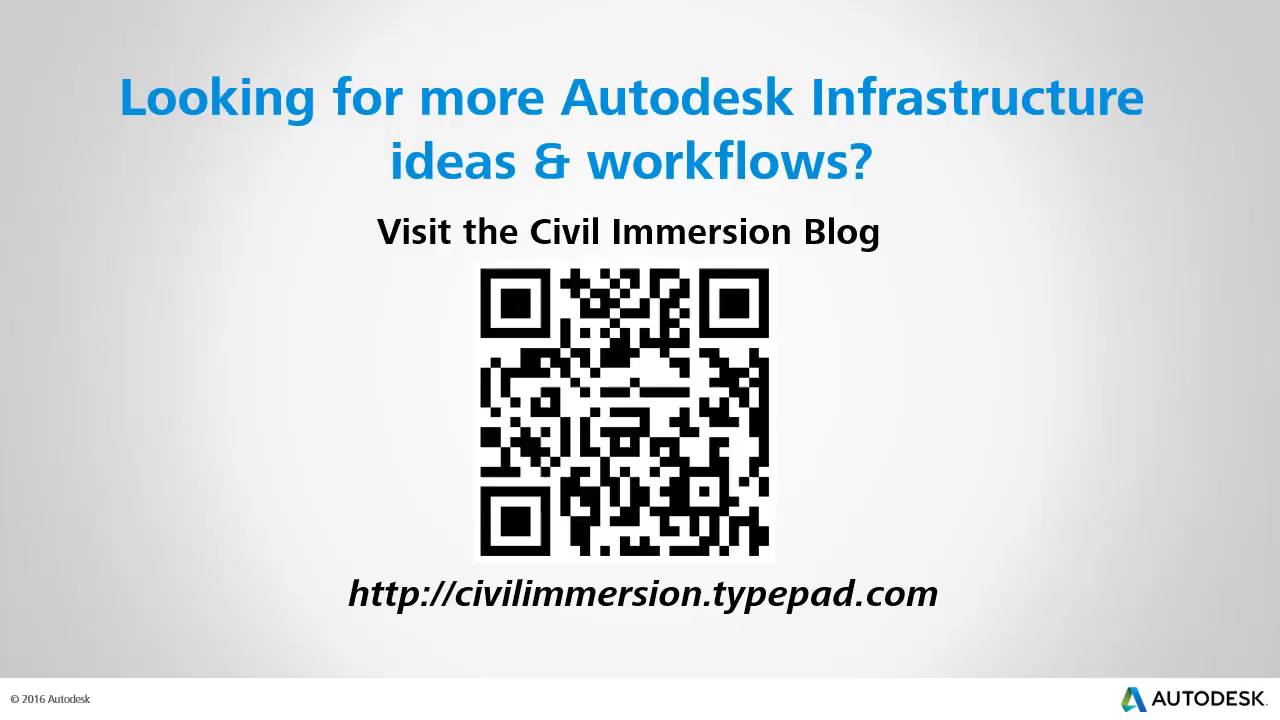 Looking for more Autodesk Infrastructure
ideas & workflows?
Visit the Civil Immersion Blog
http://civilimmersion.typepad.com
© 2016 Autodesk
AUTODESK.